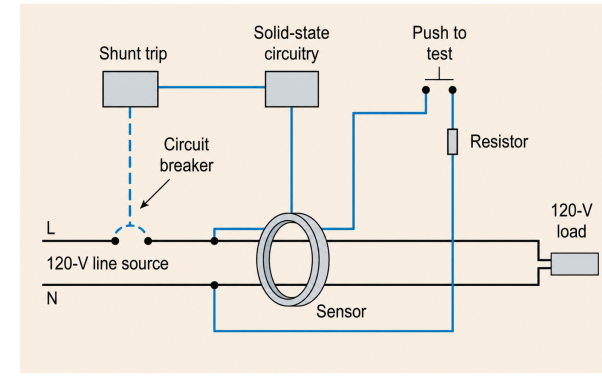 Shunt trip
Solid-state
circuitry
Push to
test
Circuit
breaker
Resistor
L
120-V line source
N
Sensor
120-V
load